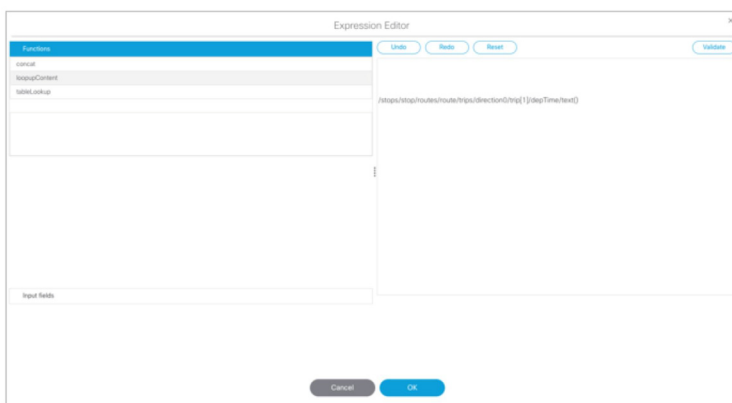 Expression Editor
×
Functions
Undo
Redo
Reset
Validate
concat
loopupContent
tableLookup
/stops/stop/routes/route/trips/direction0/trip[1]/depTime/text()
Input fields
Cancel
OK